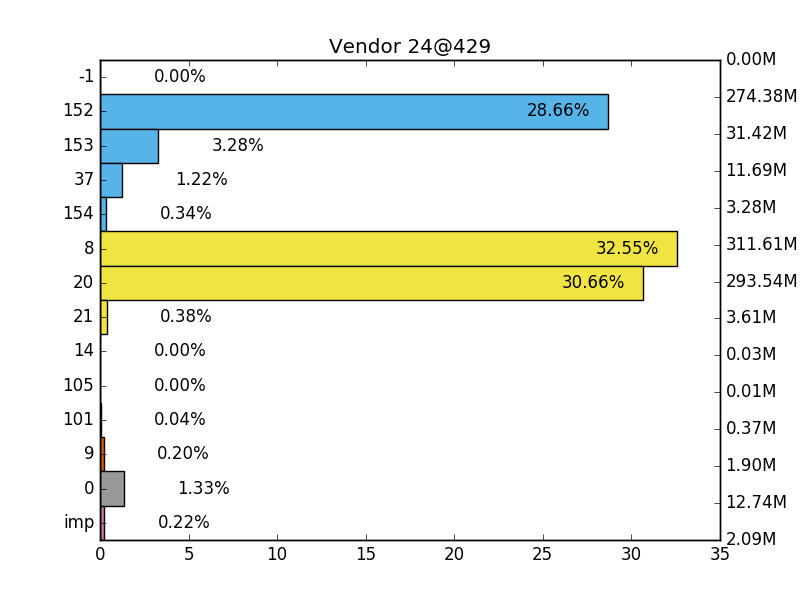 Vendor 24@429
-1 0.00% 0.00M
152 28.66% 274.38M
153 3.28% 31.42M
37 1.22% 11.69M
154 0.34% 3.28M
8 32.55% 311.61M
20 30.66% 293.54M
21 0.38% 3.61M
14 0.00% 0.03M
105 0.00% 0.01M
101 0.04% 0.37M
9 0.20% 1.90M
0 1.33% 12.74M
imp 0.22% 2.09M
0 5 10 15 20 25 30 35